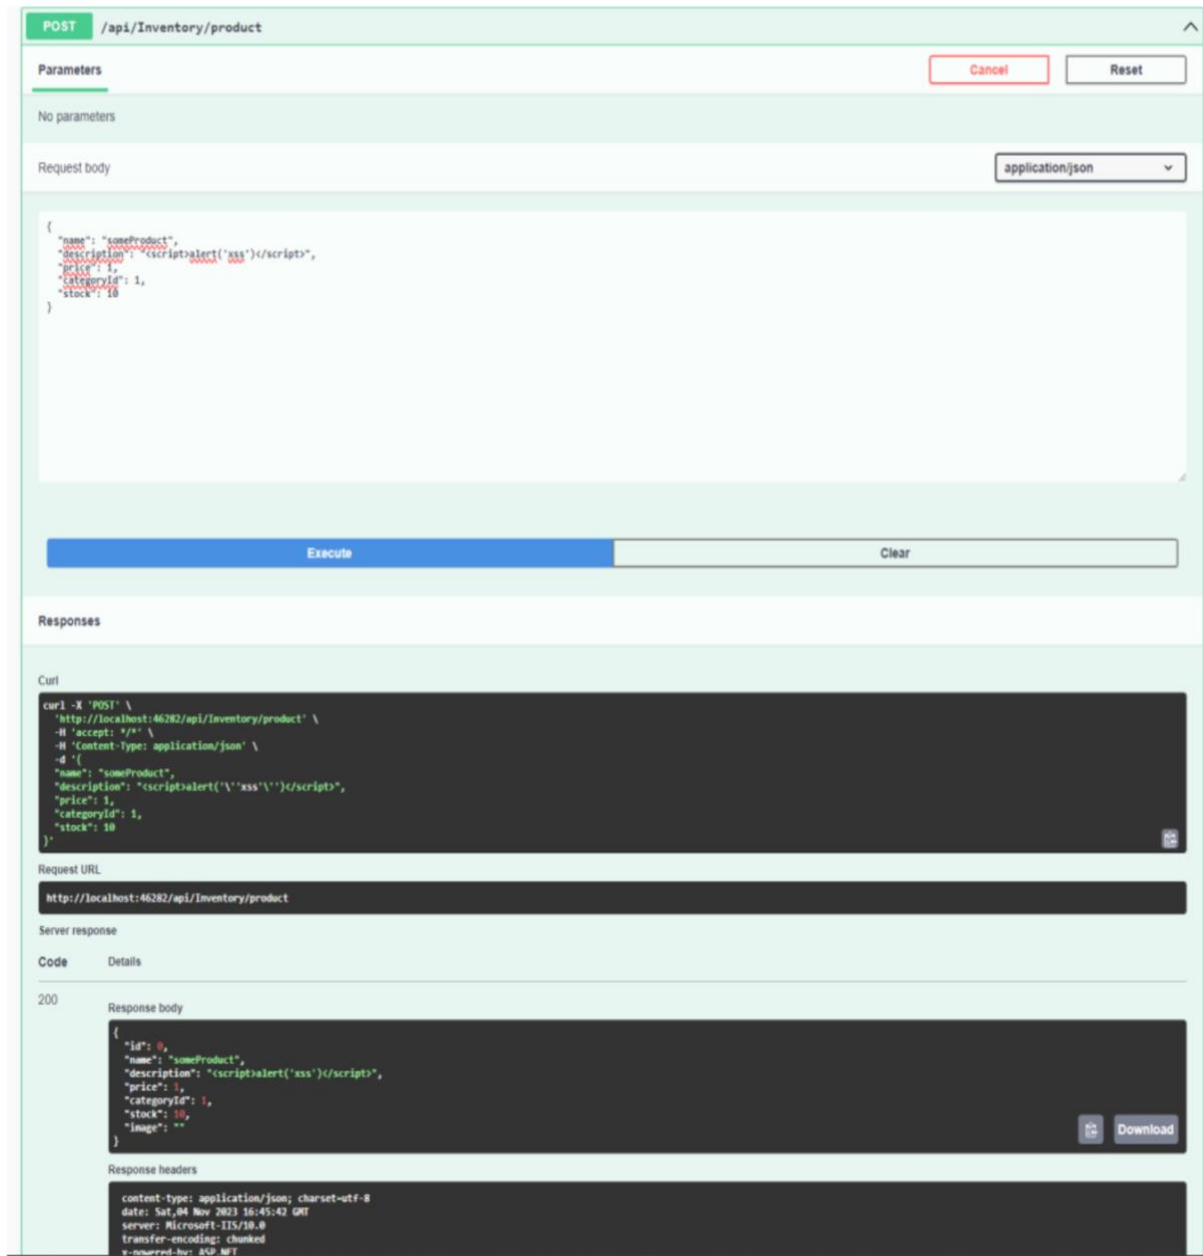 POST /api/Inventory/product
Parameters
Cancel
Reset
No parameters
Request body
application/json
{
"name": "someProduct",
"description": "<script>alert('xss')</script>",
"price": 1,
"categoryId": 1,
"stock": 10
}
Execute
Clear
Responses
Curl
curl -X 'POST' \
'http://localhost:46282/api/Inventory/product' \
-H 'accept: */*' \
-H 'Content-Type: application/json' \
-d '{
"name": "someProduct",
"description": "<script>alert('\''xss'\'')</script>",
"price": 1,
"categoryId": 1,
"stock": 10
}'
Request URL
http://localhost:46282/api/Inventory/product
Server response
Code Details
200
Response body
{
"id": 0,
"name": "someProduct",
"description": "<script>alert('xss')</script>",
"price": 1,
"categoryId": 1,
"stock": 10,
"image": ""
}
Download
Response headers
content-type: application/json; charset=utf-8
date: Sat,04 Nov 2023 16:45:42 GMT
server: Microsoft-IIS/10.0
transfer-encoding: chunked
x-powered-by: ASP.NET